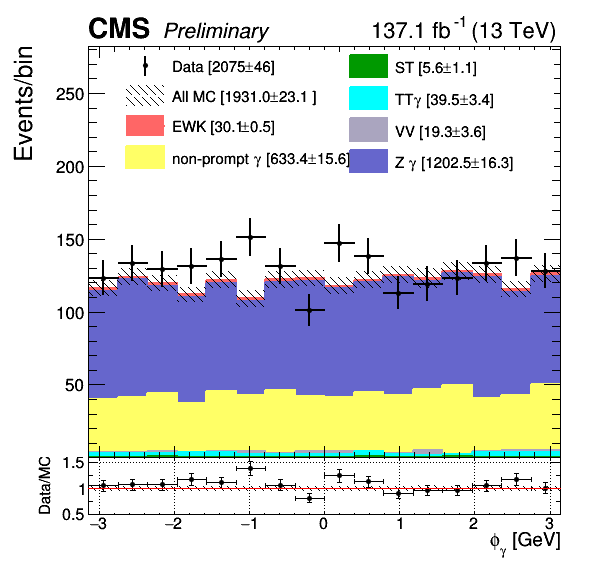 CMS Preliminary 137.1 fb⁻¹ (13 TeV)
Events/bin
Data [2075±46]
All MC [1931.0±23.1 ]
EWK [30.1±0.5]
non-prompt γ [633.4±15.6]
ST [5.6±1.1]
TTγ [39.5±3.4]
VV [19.3±3.6]
Z γ [1202.5±16.3]
250
200
150
100
50
Data/MC
1.5
1
0.5
−3 −2 −1 0 1 2 3
ϕγ [GeV]